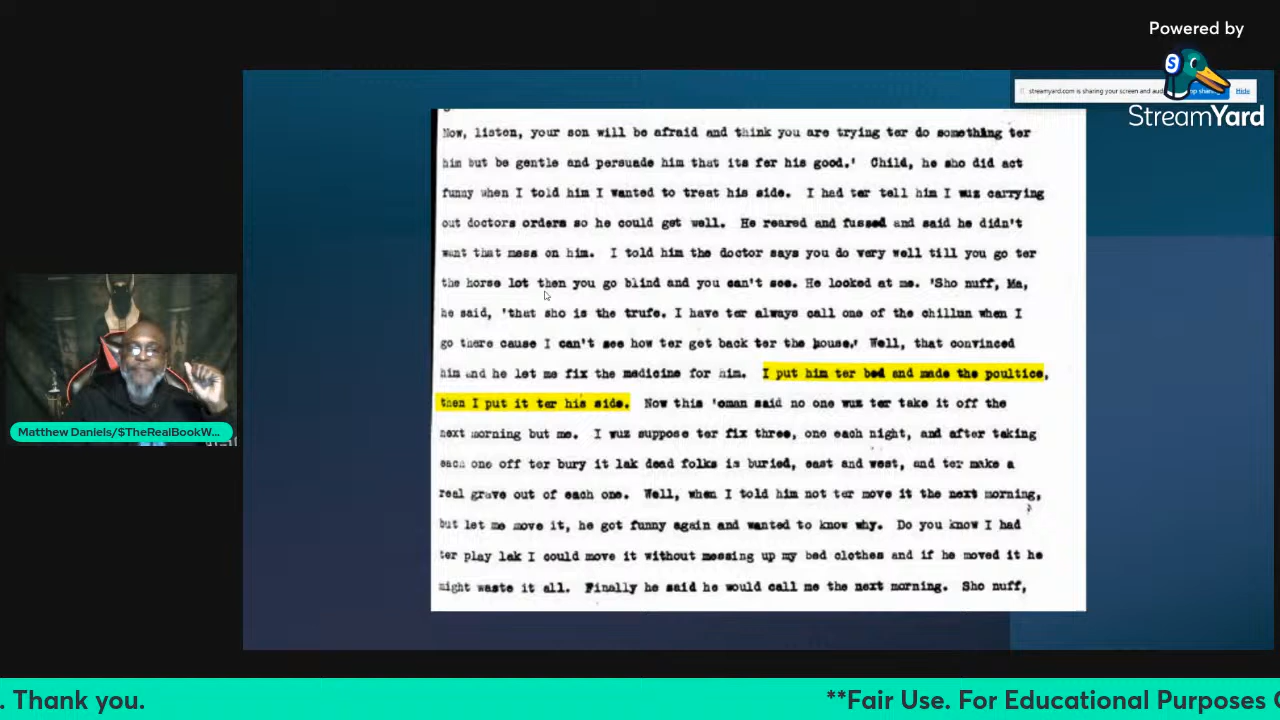 Powered by
StreamYard
streamyard.com is sharing your screen and
Hide
Now, listen, your son will be afraid and think you are trying ter do something ter
him but be gentle and persuade him that its fer his good.' Child, he sho did act
funny when I told him I wanted to treat his side. I had ter tell him I wuz carrying
out doctors orders so he could get well. He reared and fussed and said he didn't
want that mess on him. I told him the doctor says you do very well till you go ter
the horse lot then you go blind and you can't see. He looked at me. 'Sho nuff, Ma,
he said, 'that sho is the trufe. I have ter always call one of the chillun when I
go there cause I can't see how ter get back ter the house.' Well, that convinced
him and he let me fix the medicine for him. I put him ter bed and made the poultice,
then I put it ter his side. Now this 'oman said no one wuz ter take it off the
next morning but me. I wuz suppose ter fix three, one each night, and after taking
each one off ter bury it lak dead folks is buried, east and west, and ter make a
real grave out of each one. Well, when I told him not ter move it the next morning,
but let me move it, he got funny again and wanted to know why. Do you know I had
ter play lak I could move it without messing up my bed clothes and if he moved it he
might waste it all. Finally he said he would call me the next morning. Sho nuff,
Matthew Daniels/$TheRealBookW...
. Thank you.
**Fair Use. For Educational Purposes